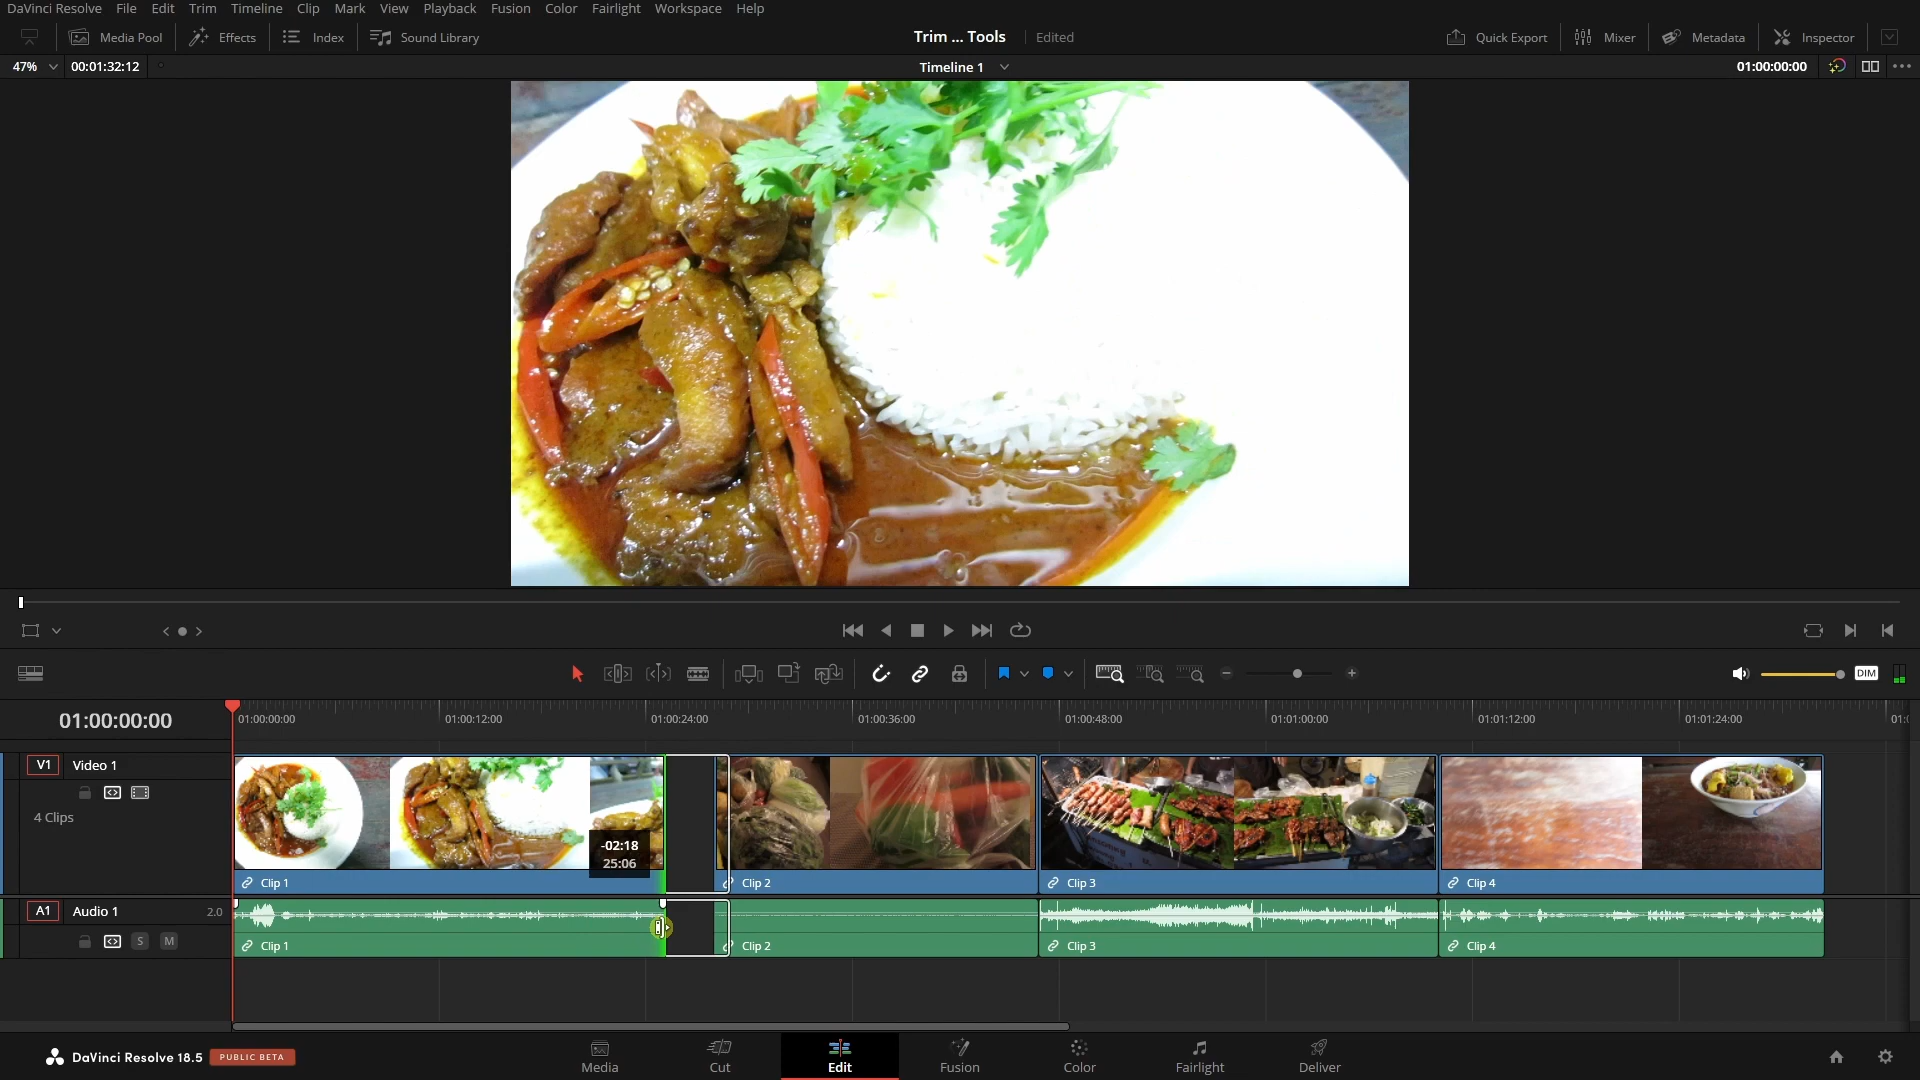 DaVinci Resolve File Edit Trim Timeline Clip Mark View Playback Fusion Color Fairlight Workspace Help
Media Pool Effects Index Sound Library Trim ... Tools Edited Quick Export Mixer Metadata Inspector
47% 00:01:32:12 Timeline 1 01:00:00:00
DIM
01:00:00:00 01:00:00:00 01:00:12:00 01:00:24:00 01:00:36:00 01:00:48:00 01:01:00:00 01:01:12:00 01:01:24:00
V1 Video 1
4 Clips
-02:18
25:06
Clip 1 Clip 2 Clip 3 Clip 4
A1 Audio 1 2.0
S M
Clip 1 Clip 2 Clip 3 Clip 4
DaVinci Resolve 18.5 PUBLIC BETA
Media Cut Edit Fusion Color Fairlight Deliver